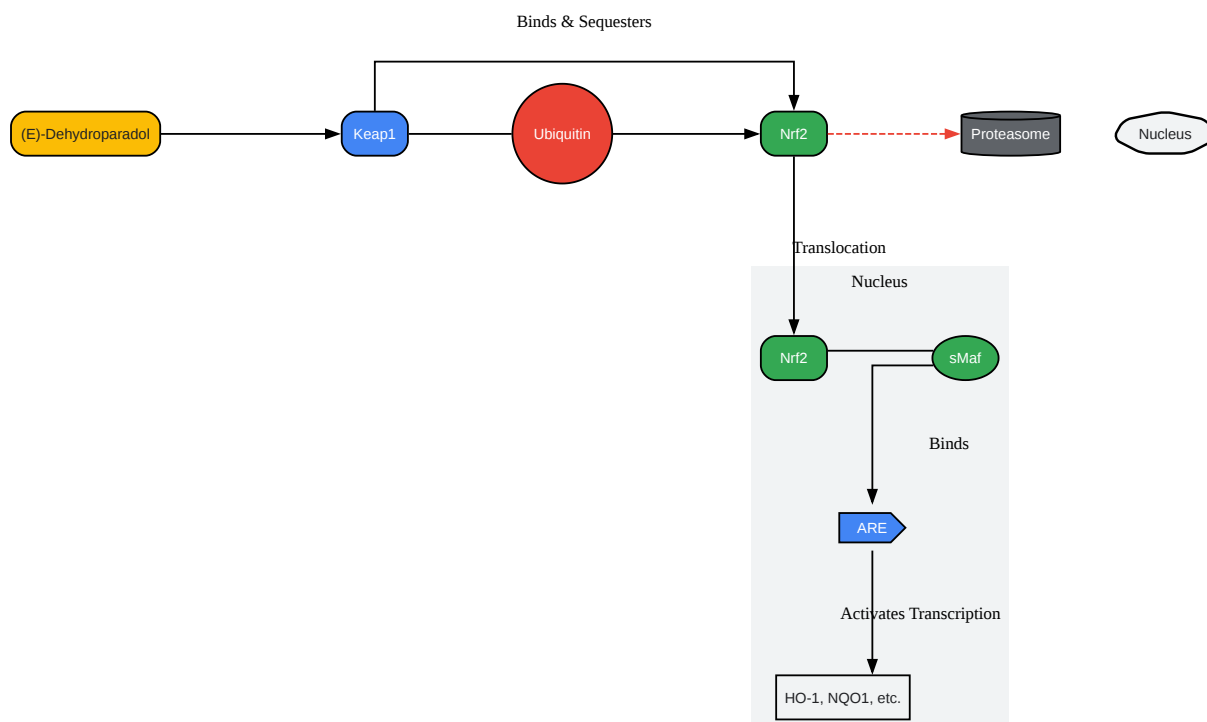 Binds & Sequesters
(E)-Dehydroparadol
Keap1
Ubiquitin
Nrf2
Proteasome
Nucleus
Translocation
Nucleus
Nrf2
sMaf
Binds
ARE
Activates Transcription
HO-1, NQO1, etc.